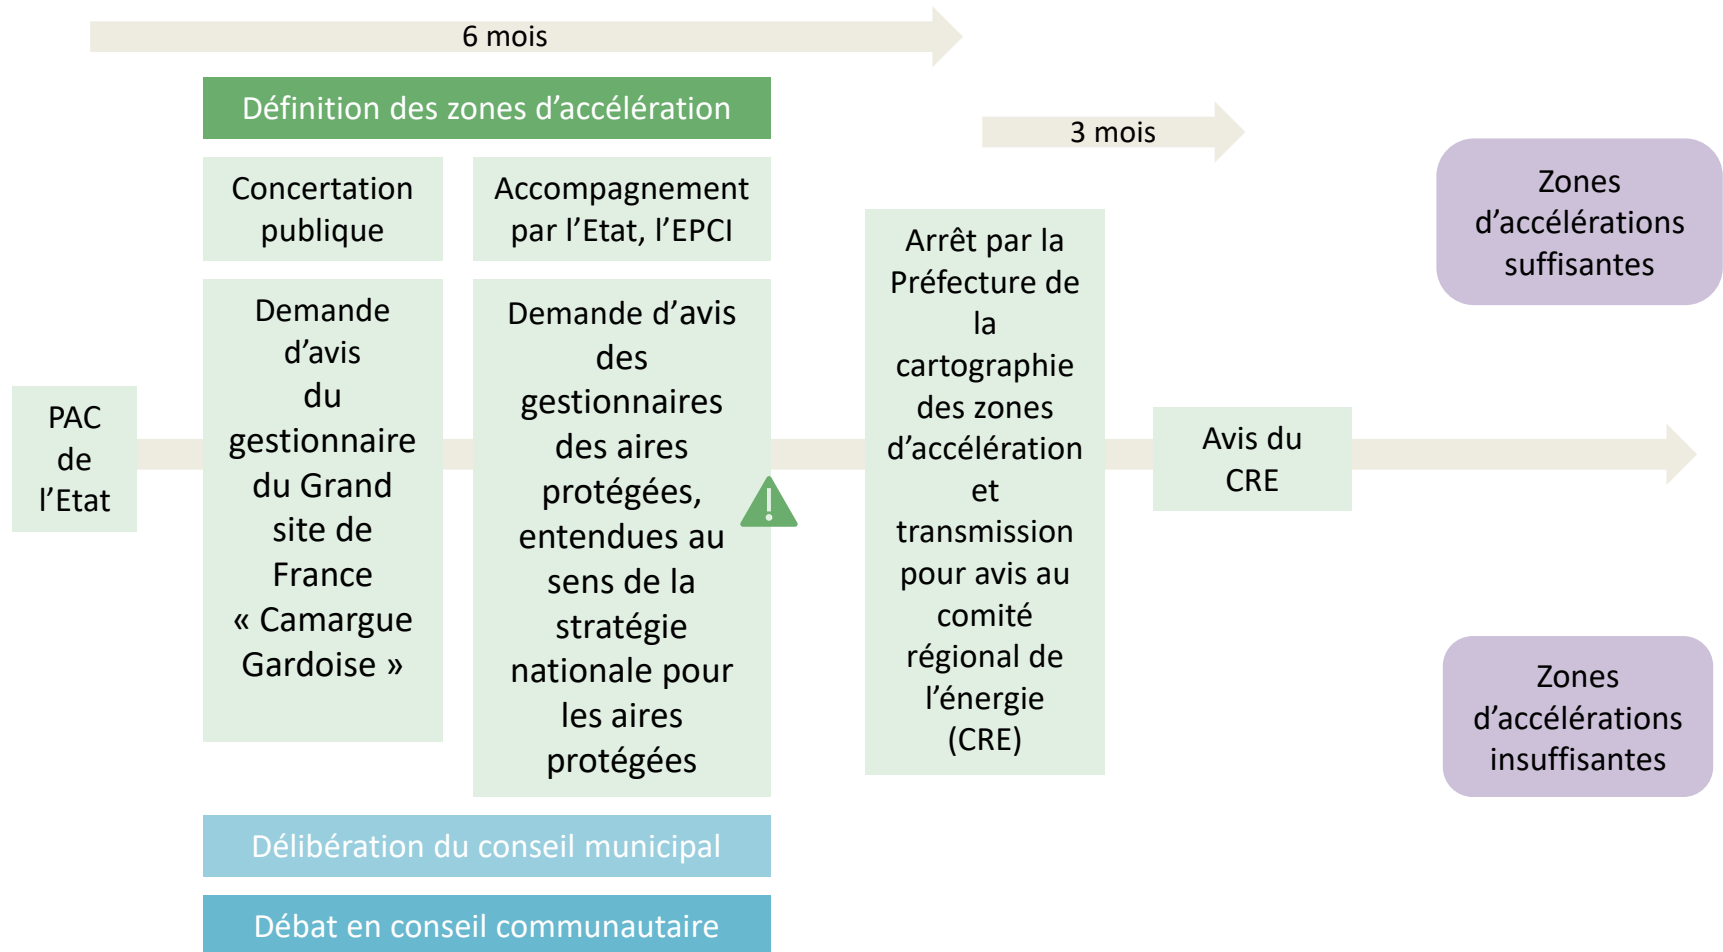 6 mois
Définition des zones d’accélération
3 mois
Concertation
publique
Accompagnement
par l’Etat, l’EPCI
Zones
d’accélérations
suffisantes
PAC
de
l’Etat
Demande
d’avis
du
gestionnaire
du Grand
site de
France
« Camargue
Gardoise »
Demande d’avis
des
gestionnaires
des aires
protégées,
entendues au
sens de la
stratégie
nationale pour
les aires
protégées
Arrêt par la
Préfecture de
la
cartographie
des zones
d’accélération
et
transmission
pour avis au
comité
régional de
l’énergie
(CRE)
Avis du
CRE
Zones
d’accélérations
insuffisantes
Délibération du conseil municipal
Débat en conseil communautaire